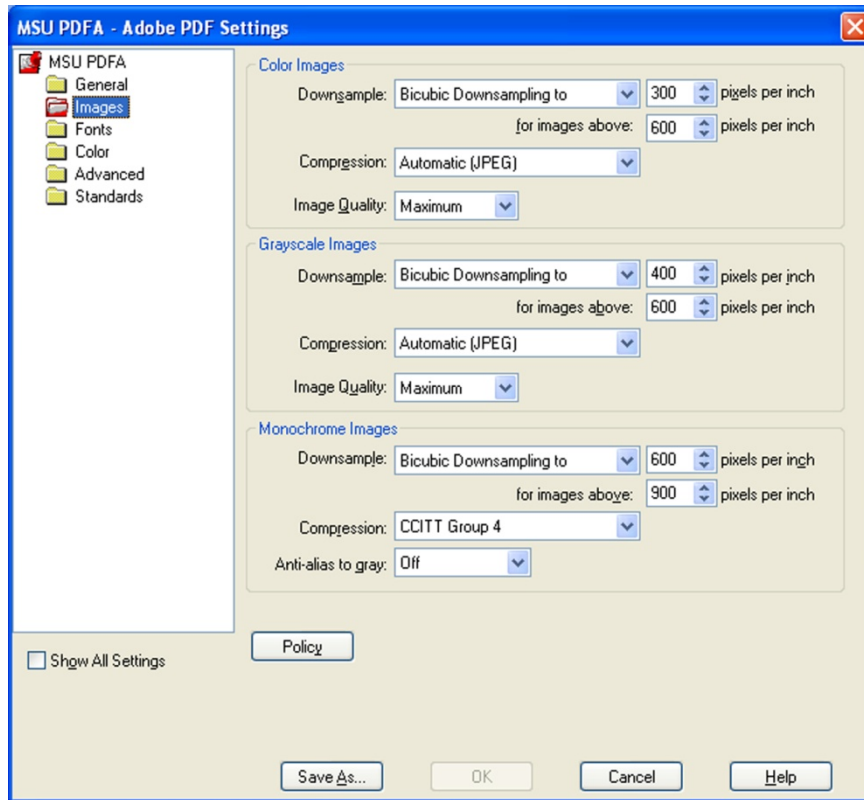 MSU PDFA - Adobe PDF Settings
MSU PDFA
General
Images
Fonts
Color
Advanced
Standards
Show All Settings
Color Images
Downsample: Bicubic Downsampling to 300 pixels per inch
for images above: 600 pixels per inch
Compression: Automatic (JPEG)
Image Quality: Maximum
Grayscale Images
Downsample: Bicubic Downsampling to 400 pixels per inch
for images above: 600 pixels per inch
Compression: Automatic (JPEG)
Image Quality: Maximum
Monochrome Images
Downsample: Bicubic Downsampling to 600 pixels per inch
for images above: 900 pixels per inch
Compression: CCITT Group 4
Anti-alias to gray: Off
Policy
Save As... OK Cancel Help